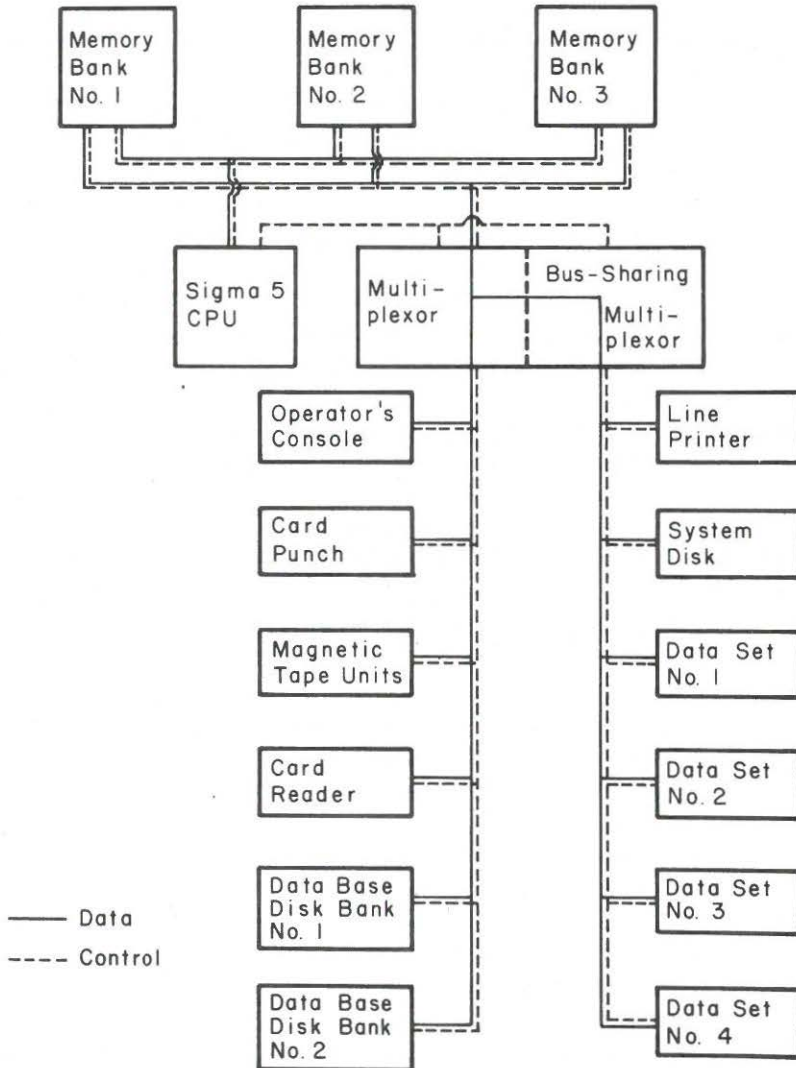 Memory
Bank
No. 1
Memory
Bank
No. 2
Memory
Bank
No. 3
Sigma 5
CPU
Multi-
plexor
Bus-Sharing
Multi-
plexor
Operator's
Console
Line
Printer
Card
Punch
System
Disk
Magnetic
Tape Units
Data Set
No. 1
Card
Reader
Data Set
No. 2
Data Base
Disk Bank
No. 1
Data Set
No. 3
Data Base
Disk Bank
No. 2
Data Set
No. 4
Data
Control